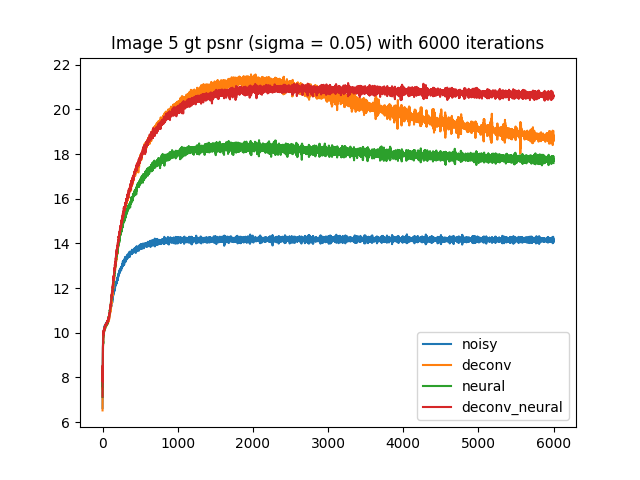 Image 5 gt psnr (sigma = 0.05) with 6000 iterations
22
20
18
16
14
12
10
8
6
0 1000 2000 3000 4000 5000 6000
noisy
deconv
neural
deconv_neural